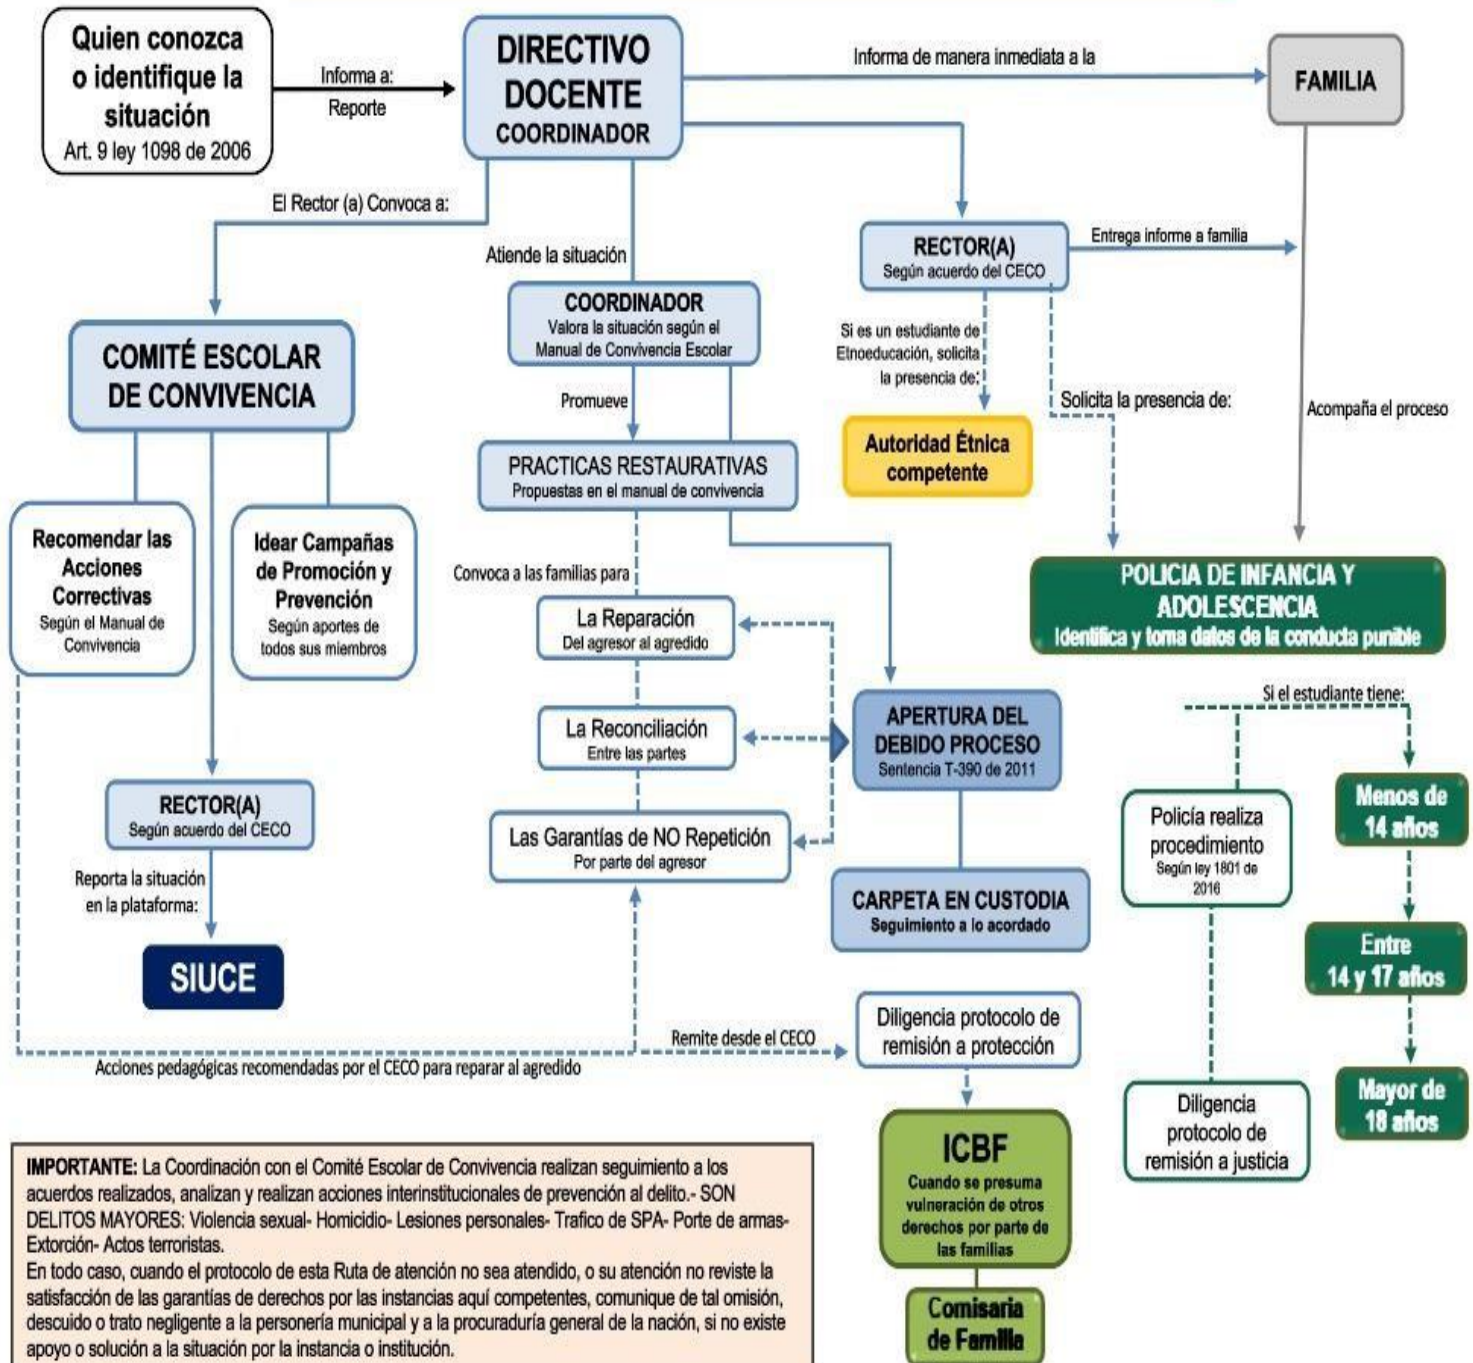 Quien conozca
o identifique la
situación
Art. 9 ley 1098 de 2006
Informa a:
Reporte
DIRECTIVO
DOCENTE
COORDINADOR
Informa de manera inmediata a la
FAMILIA
El Rector (a) Convoca a:
Atiende la situación
RECTOR(A)
Según acuerdo del CECO
Entrega informe a familia
COORDINADOR
Valora la situación según el
Manual de Convivencia Escolar
Si es un estudiante de
Etnoeducación, solicita
la presencia de:
Solicita la presencia de:
Acompaña el proceso
COMITÉ ESCOLAR
DE CONVIVENCIA
Promueve
Autoridad Étnica
competente
PRACTICAS RESTAURATIVAS
Propuestas en el manual de convivencia
Recomendar las
Acciones
Correctivas
Según el Manual de
Convivencia
Idear Campañas
de Promoción y
Prevención
Según aportes de
todos sus miembros
Convoca a las familias para
POLICIA DE INFANCIA Y
ADOLESCENCIA
Identifica y toma datos de la conducta punible
La Reparación
Del agresor al agredido
Si el estudiante tiene:
La Reconciliación
Entre las partes
APERTURA DEL
DEBIDO PROCESO
Sentencia T-390 de 2011
RECTOR(A)
Según acuerdo del CECO
Las Garantías de NO Repetición
Por parte del agresor
Policía realiza
procedimiento
Según ley 1801 de
2016
Menos de
14 años
Reporta la situación
en la plataforma:
CARPETA EN CUSTODIA
Seguimiento a lo acordado
SIUCE
Entre
14 y 17 años
Remite desde el CECO
Diligencia protocolo de
remisión a protección
Acciones pedagógicas recomendadas por el CECO para reparar al agredido
Diligencia
protocolo de
remisión a justicia
Mayor de
18 años
ICBF
Cuando se presuma
vulneración de otros
derechos por parte de
las familias
Comisaria
de Familia
IMPORTANTE: La Coordinación con el Comité Escolar de Convivencia realizan seguimiento a los
acuerdos realizados, analizan y realizan acciones interinstitucionales de prevención al delito.- SON
DELITOS MAYORES: Violencia sexual- Homicidio- Lesiones personales- Trafico de SPA- Porte de armas-
Extorción- Actos terroristas.
En todo caso, cuando el protocolo de esta Ruta de atención no sea atendido, o su atención no reviste la
satisfacción de las garantías de derechos por las instancias aquí competentes, comunique de tal omisión,
descuido o trato negligente a la personería municipal y a la procuraduría general de la nación, si no existe
apoyo o solución a la situación por la instancia o institución.